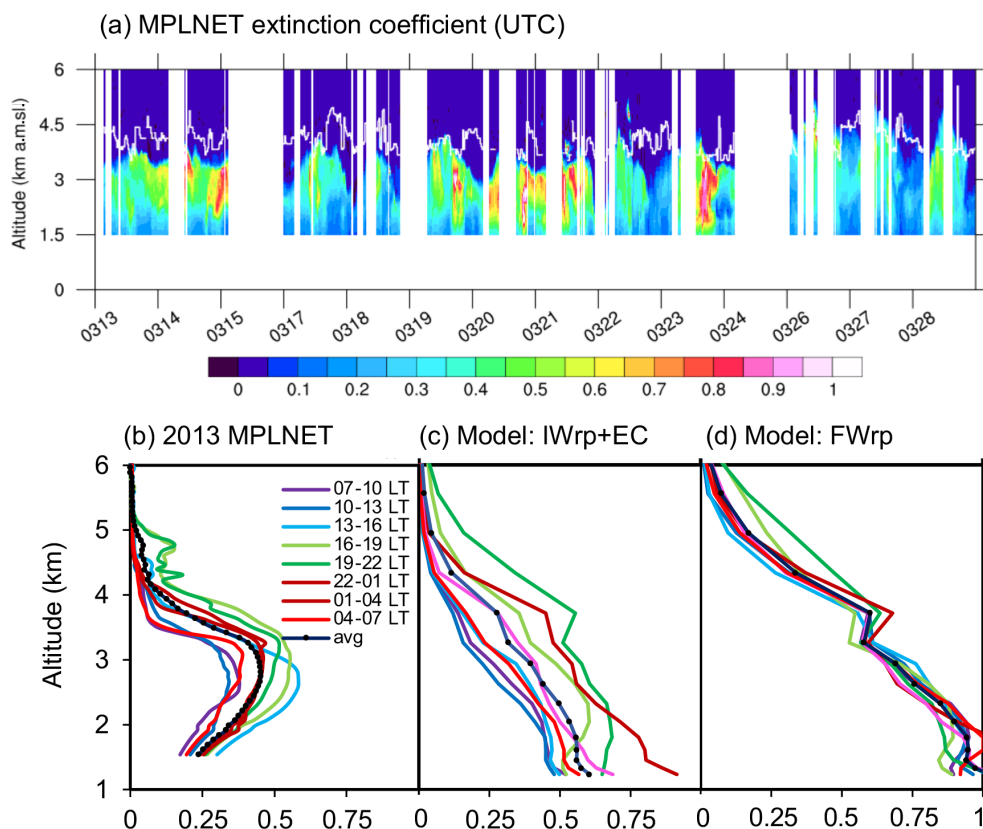 (a) MPLNET extinction coefficient (UTC)
Altitude (km a.m.sl.)
6
4.5
3
1.5
0
0313 0314 0315 0317 0318 0319 0320 0321 0322 0323 0324 0326 0327 0328
0 0.1 0.2 0.3 0.4 0.5 0.6 0.7 0.8 0.9 1
(b) 2013 MPLNET (c) Model: IWrp+EC (d) Model: FWrp
Altitude (km)
6
5
4
3
2
1
07-10 LT
10-13 LT
13-16 LT
16-19 LT
19-22 LT
22-01 LT
01-04 LT
04-07 LT
avg
0 0.25 0.5 0.75 0 0.25 0.5 0.75 0 0.25 0.5 0.75 1